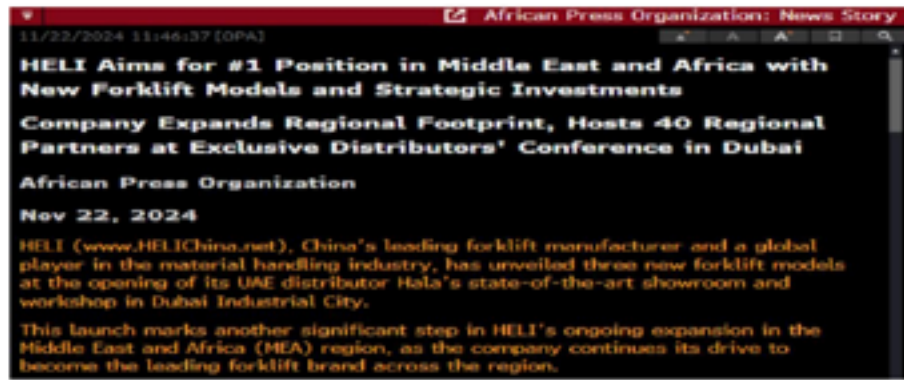 African Press Organization: News Story
11/22/2024 11:46:37 [OPA]
HELI Aims for #1 Position in Middle East and Africa with
New Forklift Models and Strategic Investments
Company Expands Regional Footprint, Hosts 40 Regional
Partners at Exclusive Distributors' Conference in Dubai
African Press Organization
Nov 22, 2024
HELI (www.HELIChina.net), China's leading forklift manufacturer and a global
player in the material handling industry, has unveiled three new forklift models
at the opening of its UAE distributor Hala's state-of-the-art showroom and
workshop in Dubai Industrial City.
This launch marks another significant step in HELI's ongoing expansion in the
Middle East and Africa (MEA) region, as the company continues its drive to
become the leading forklift brand across the region.